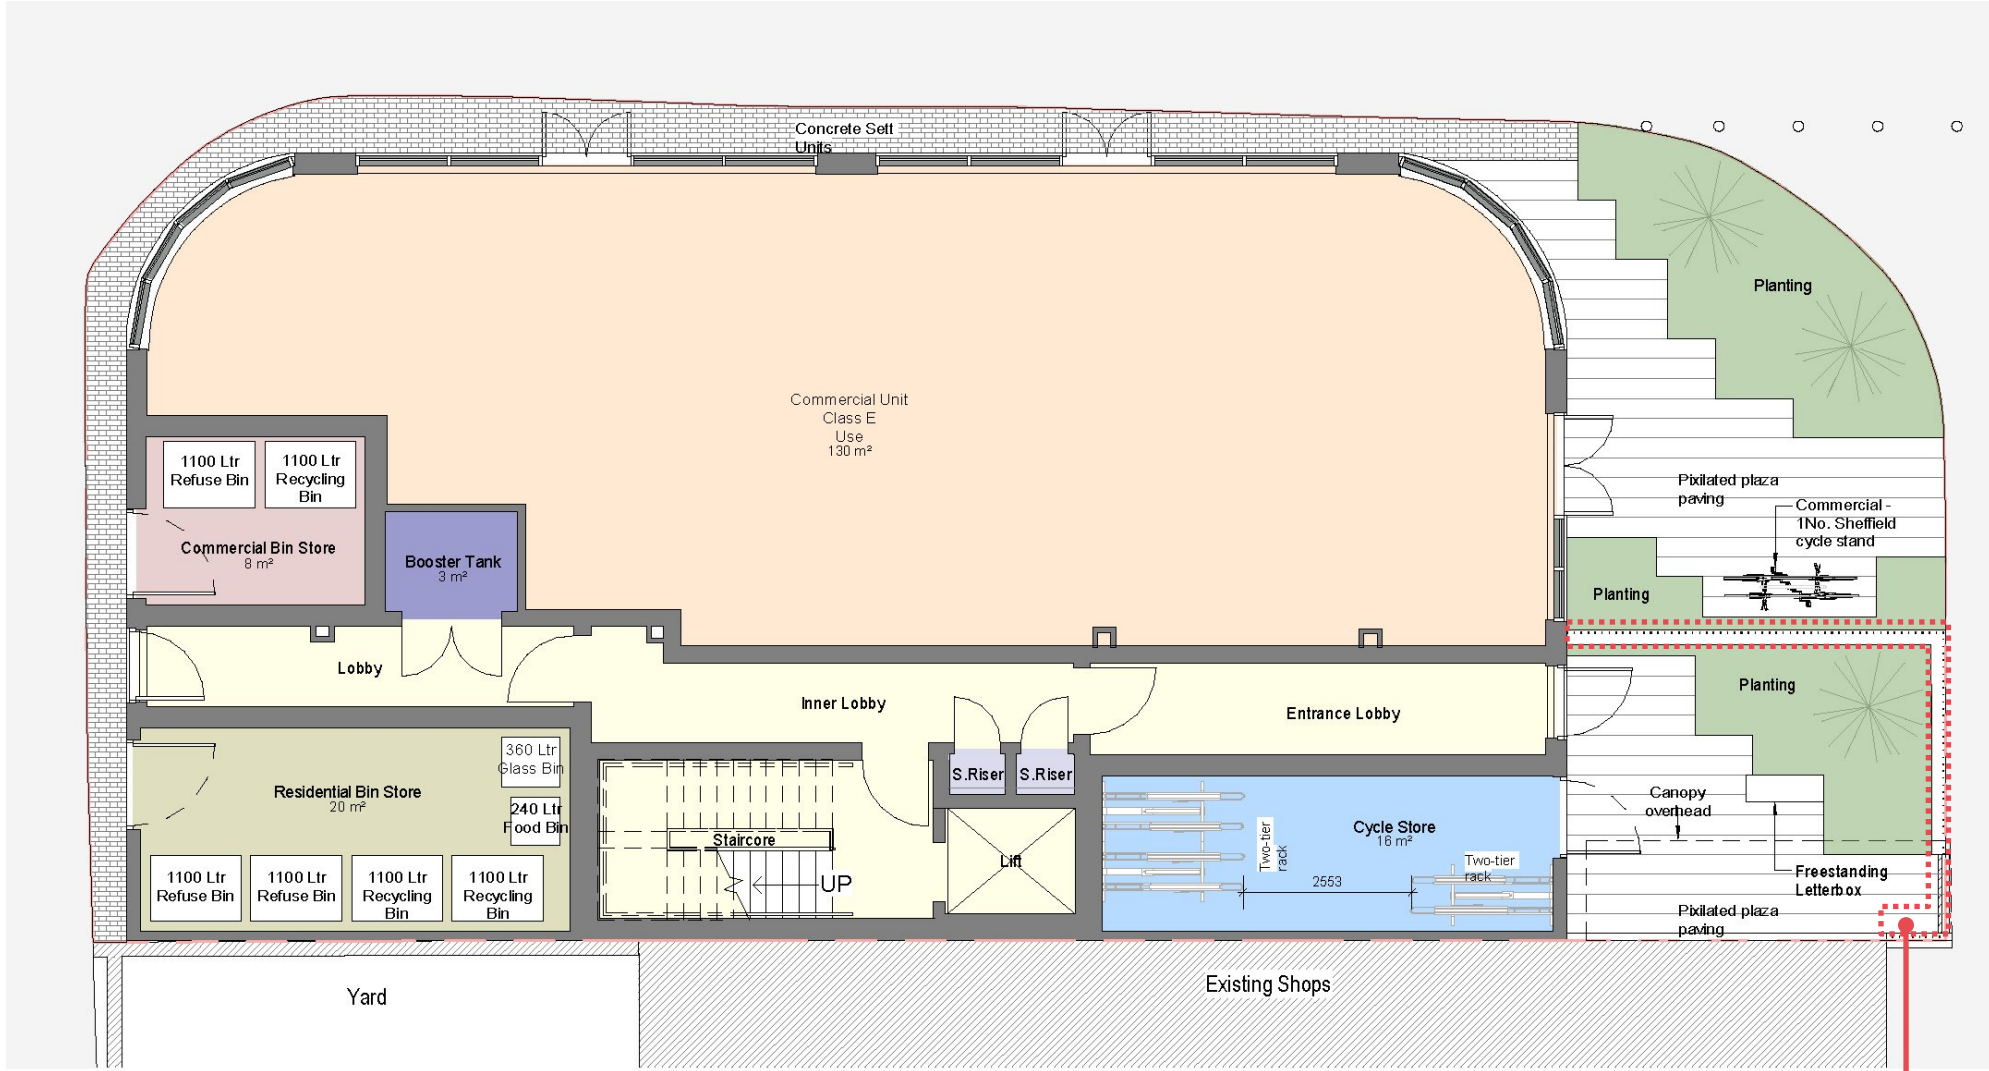 Concrete Sett
Units
Planting
Commercial Unit
Class E
Use
130 m²
1100 Ltr
Refuse Bin
1100 Ltr
Recycling
Bin
Commercial Bin Store
8 m²
Booster Tank
3 m²
Pixilated plaza
paving
Commercial -
1No. Sheffield
cycle stand
Planting
Lobby
Inner Lobby
Entrance Lobby
Planting
360 Ltr
Glass Bin
Residential Bin Store
20 m²
240 Ltr
Food Bin
1100 Ltr
Refuse Bin
1100 Ltr
Refuse Bin
1100 Ltr
Recycling
Bin
1100 Ltr
Recycling
Bin
Staircore
UP
S.Riser
S.Riser
Lift
Cycle Store
16 m²
Two-tier
rack
2553
Two-tier
rack
Canopy
overhead
Freestanding
Letterbox
Pixilated plaza
paving
Yard
Existing Shops